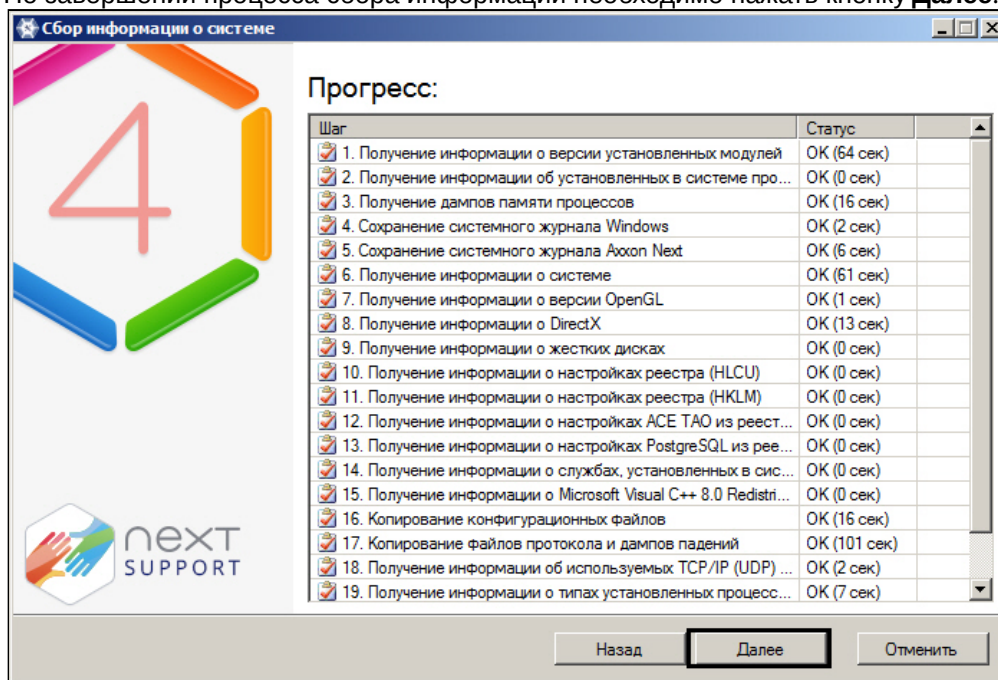 По завершении процесса сбора информации необходимо нажать кнопку Далее.
Сбор информации о системе
4
Прогресс:
Шаг Статус
1. Получение информации о версии установленных модулей OK (64 сек)
2. Получение информации об установленных в системе про... OK (0 сек)
3. Получение дампов памяти процессов OK (16 сек)
4. Сохранение системного журнала Windows OK (2 сек)
5. Сохранение системного журнала Axxon Next OK (6 сек)
6. Получение информации о системе OK (61 сек)
7. Получение информации о версии OpenGL OK (1 сек)
8. Получение информации о DirectX OK (13 сек)
9. Получение информации о жестких дисках OK (0 сек)
10. Получение информации о настройках реестра (HLCU) OK (0 сек)
11. Получение информации о настройках реестра (HKLM) OK (0 сек)
12. Получение информации о настройках ACE TAO из реест... OK (0 сек)
13. Получение информации о настройках PostgreSQL из рее... OK (0 сек)
14. Получение информации о службах, установленных в сис... OK (0 сек)
15. Получение информации о Microsoft Visual C++ 8.0 Redistri... OK (0 сек)
16. Копирование конфигурационных файлов OK (16 сек)
17. Копирование файлов протокола и дампов падений OK (101 сек)
18. Получение информации об используемых TCP/IP (UDP) ... OK (2 сек)
19. Получение информации о типах установленных процесс... OK (7 сек)
next
SUPPORT
Назад Далее Отменить